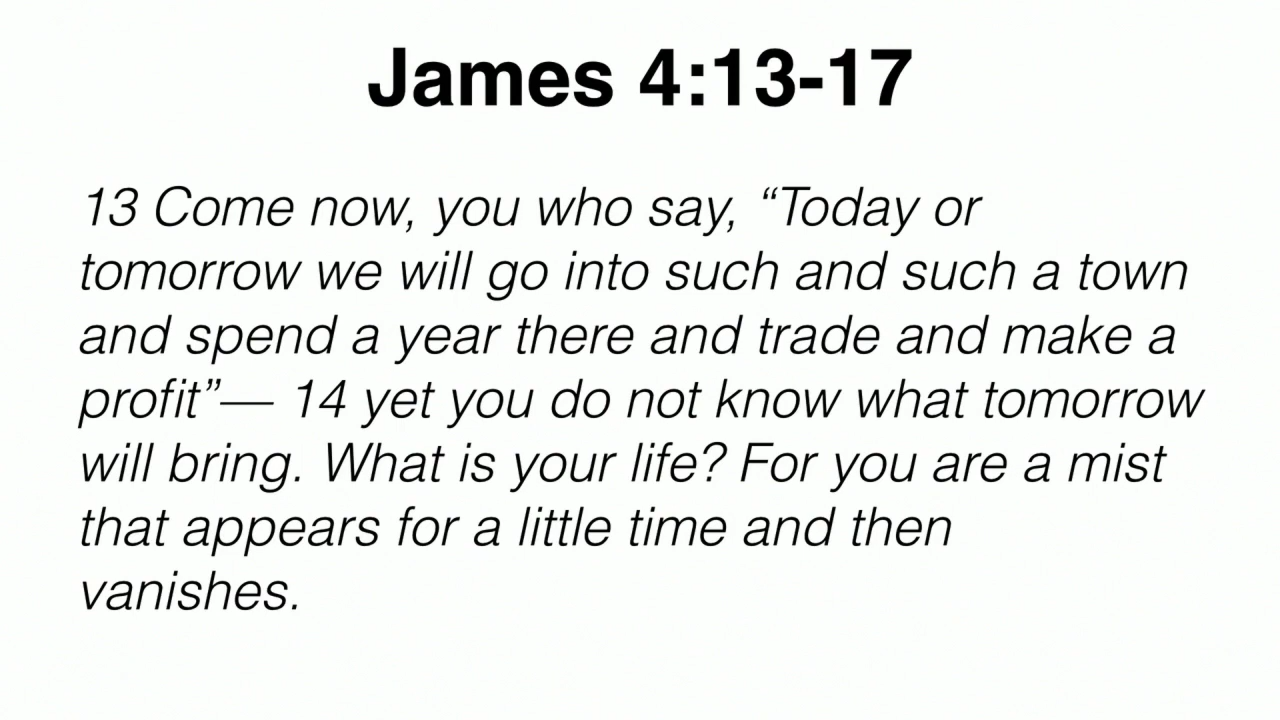 James 4:13-17
13 Come now, you who say, “Today or
tomorrow we will go into such and such a town
and spend a year there and trade and make a
profit”— 14 yet you do not know what tomorrow
will bring. What is your life? For you are a mist
that appears for a little time and then
vanishes.